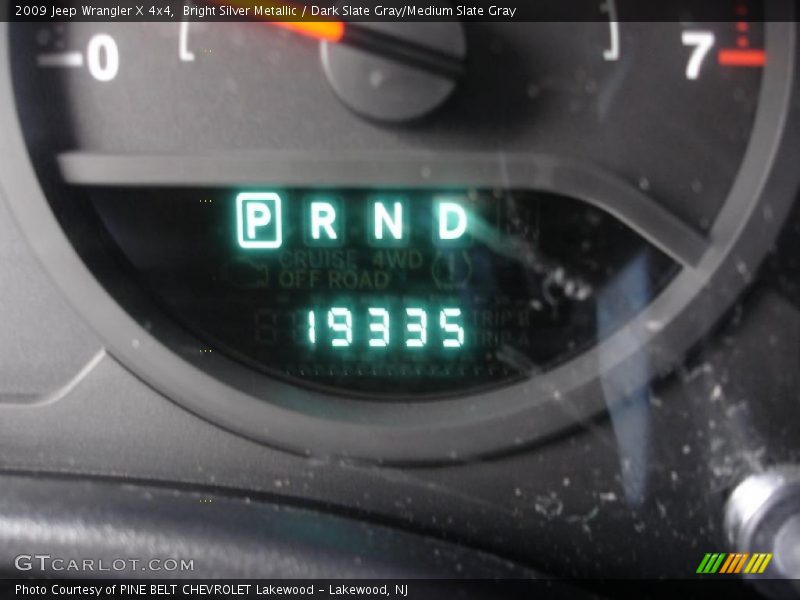 2009 Jeep Wrangler X 4x4, Bright Silver Metallic / Dark Slate Gray/Medium Slate Gray
0 7
P R N D
CRUISE 4WD
OFF ROAD
19335
TRIP B
TRIP A
GTCARLOT.COM
Photo Courtesy of PINE BELT CHEVROLET Lakewood - Lakewood, NJ